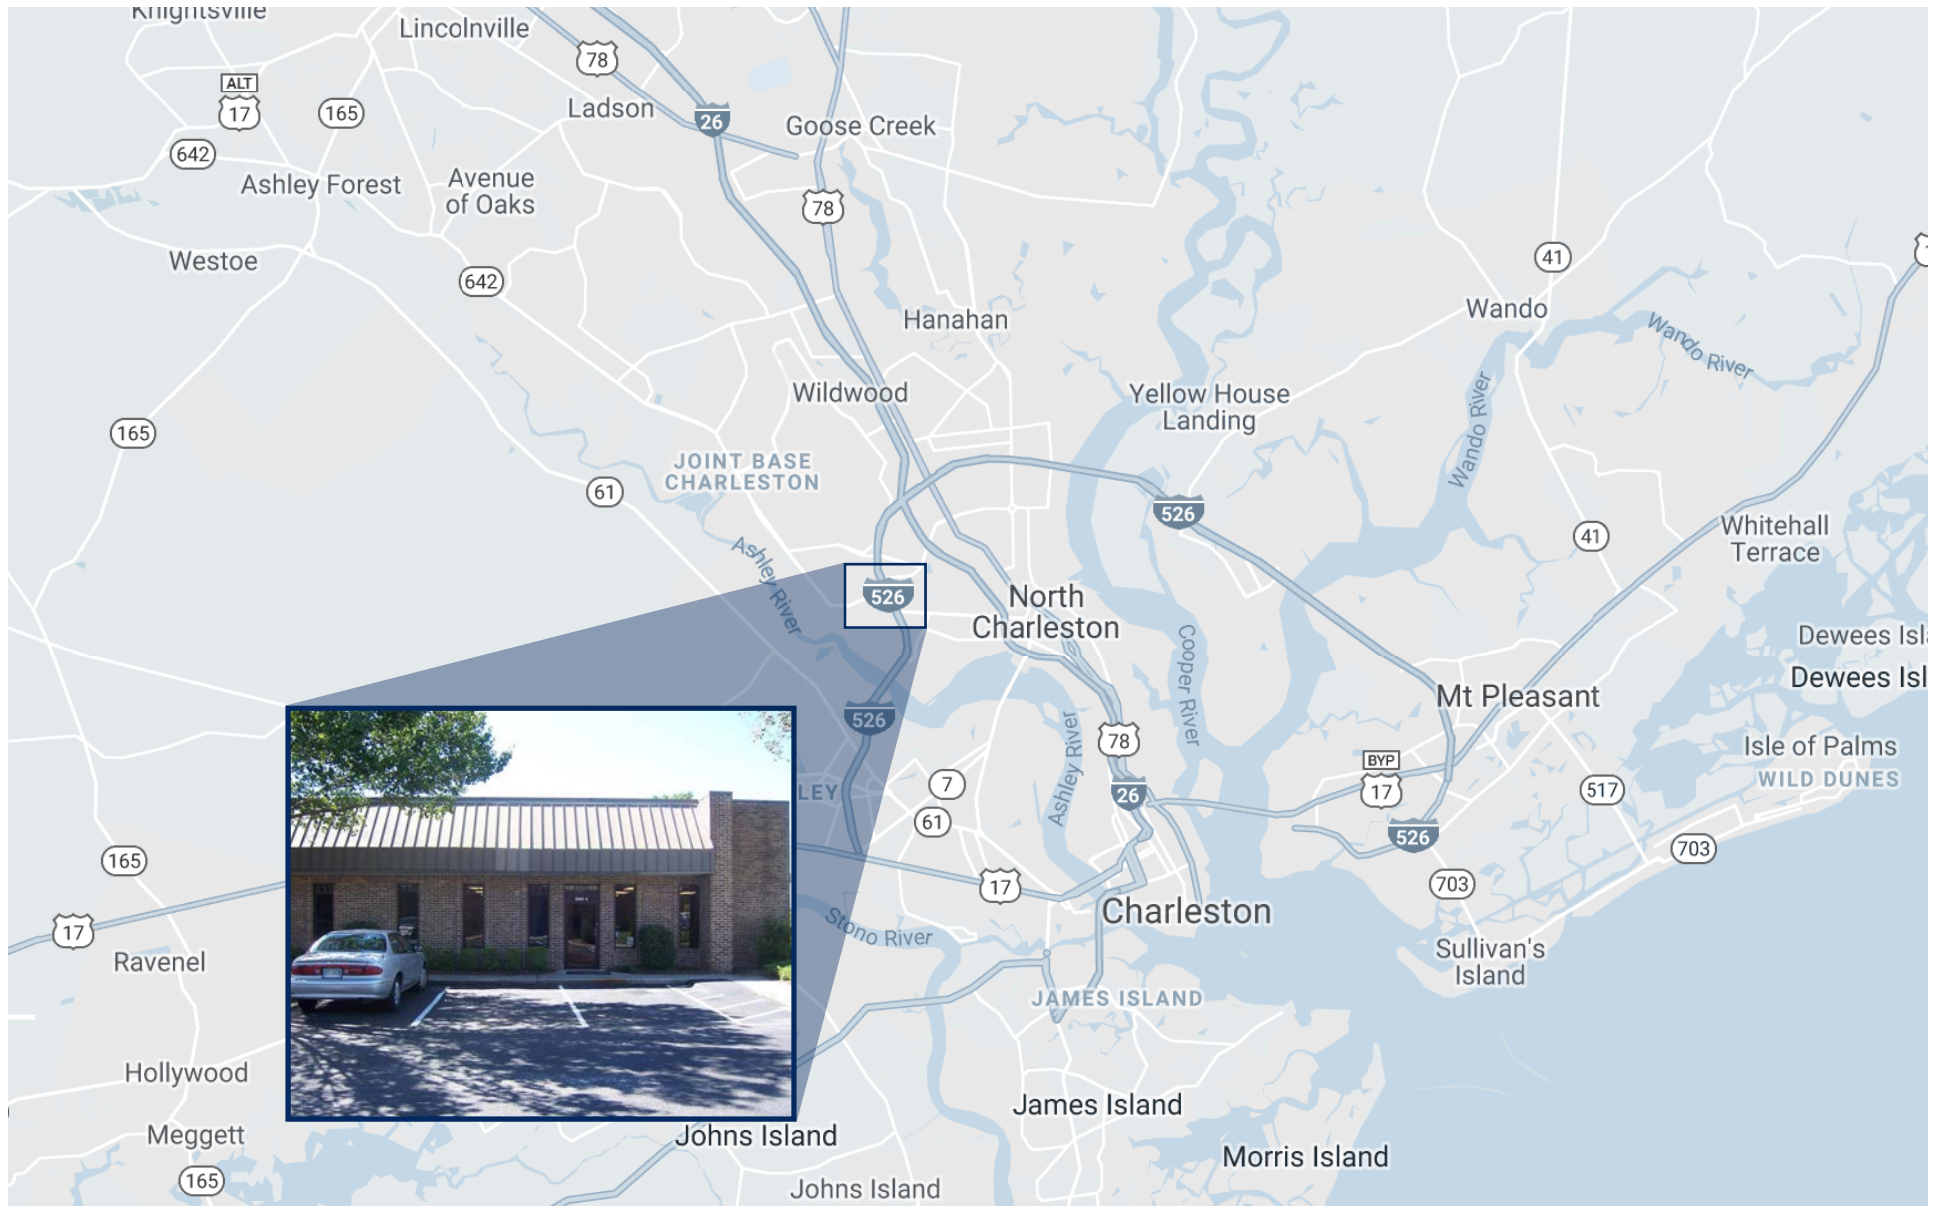 Knightsville
Lincolnville
78
ALT
17
165
Ladson
26
Goose Creek
642
Ashley Forest
Avenue
of Oaks
78
Westoe
41
642
Wando
Hanahan
Wando River
Wildwood
Yellow House
Landing
Wando River
165
JOINT BASE
CHARLESTON
61
526
Whitehall
Terrace
41
Ashley River
526
North
Charleston
Cooper River
Dewees Isl
Dewees Isl
Mt Pleasant
526
78
Ashley River
Isle of Palms
WILD DUNES
BYP
17
7
LEY
26
517
61
526
165
703
17
703
17
Charleston
Stono River
Ravenel
Sullivan's
Island
JAMES ISLAND
Hollywood
James Island
Meggett
Johns Island
Morris Island
165
Johns Island